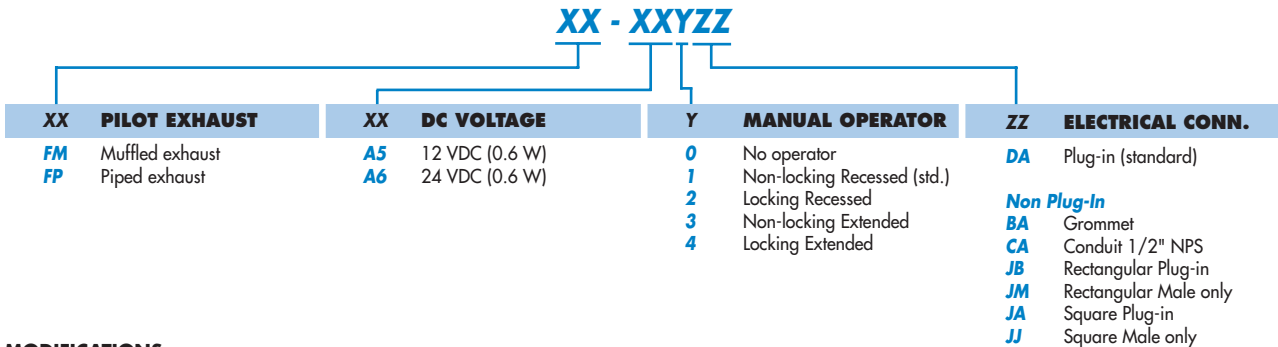 XX - XXYZZ
XX PILOT EXHAUST
FM Muffled exhaust
FP Piped exhaust
XX DC VOLTAGE
A5 12 VDC (0.6 W)
A6 24 VDC (0.6 W)
Y MANUAL OPERATOR
0 No operator
1 Non-locking Recessed (std.)
2 Locking Recessed
3 Non-locking Extended
4 Locking Extended
ZZ ELECTRICAL CONN.
DA Plug-in (standard)
Non Plug-In
BA Grommet
CA Conduit 1/2" NPS
JB Rectangular Plug-in
JM Rectangular Male only
JA Square Plug-in
JJ Square Male only
MODIFICATIONS